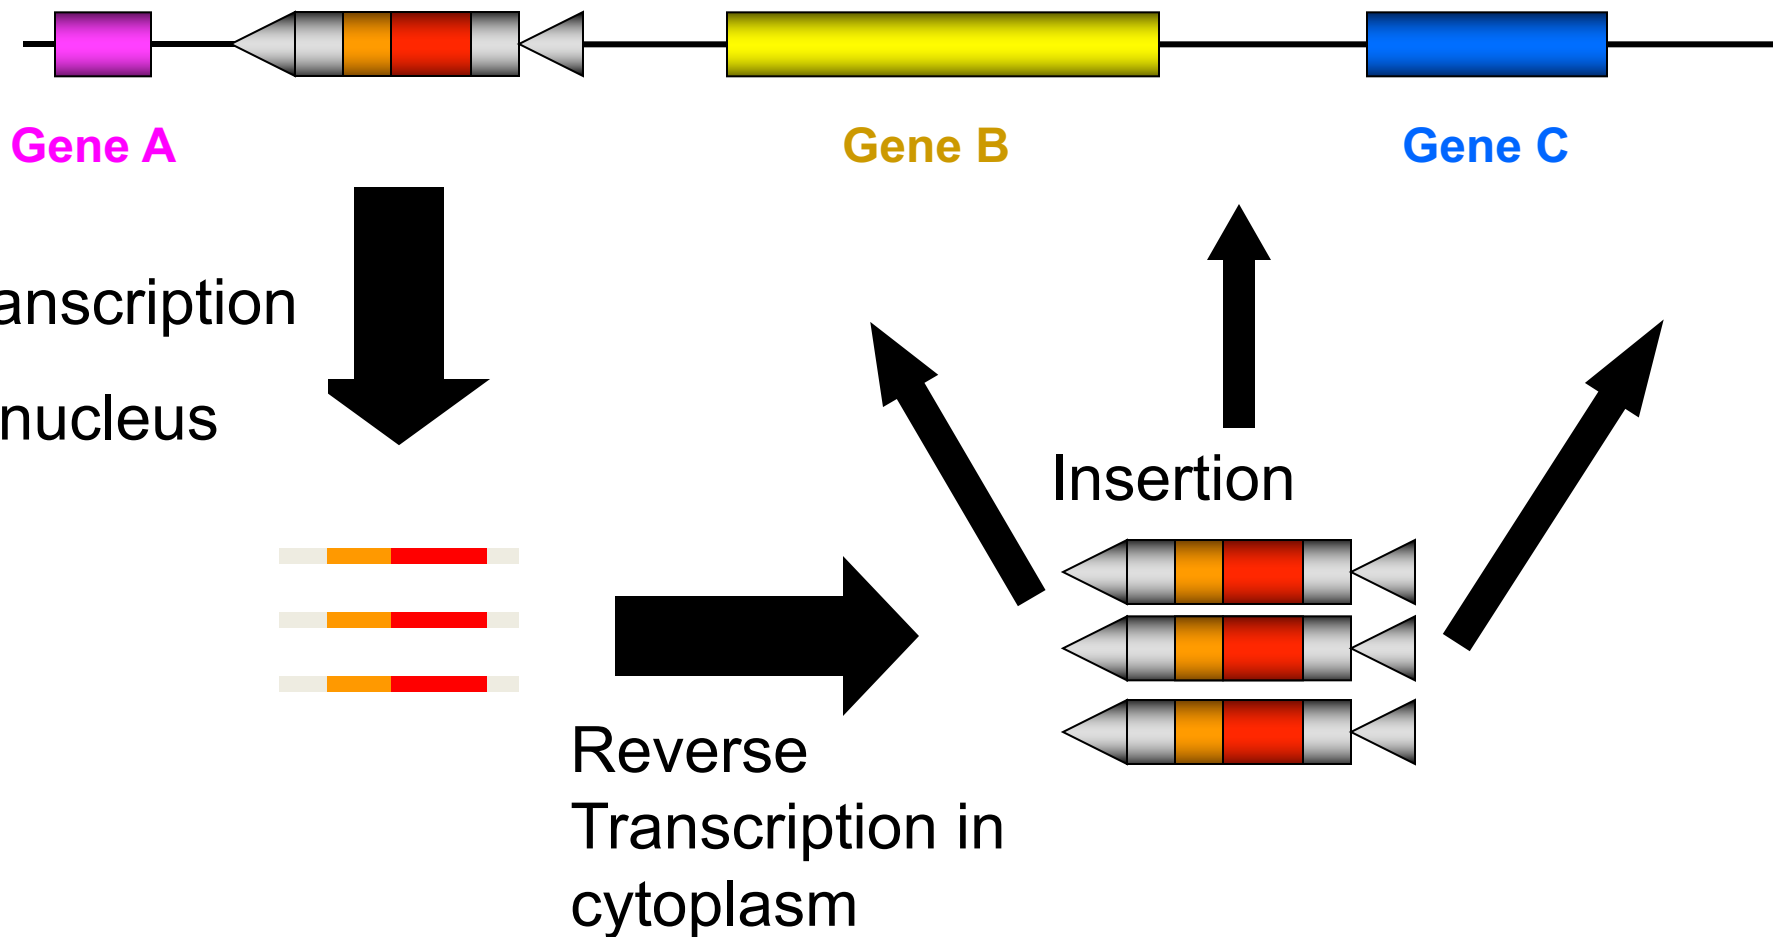 Gene A
Gene B
Gene C
anscription
nucleus
Insertion
Reverse
Transcription in
cytoplasm